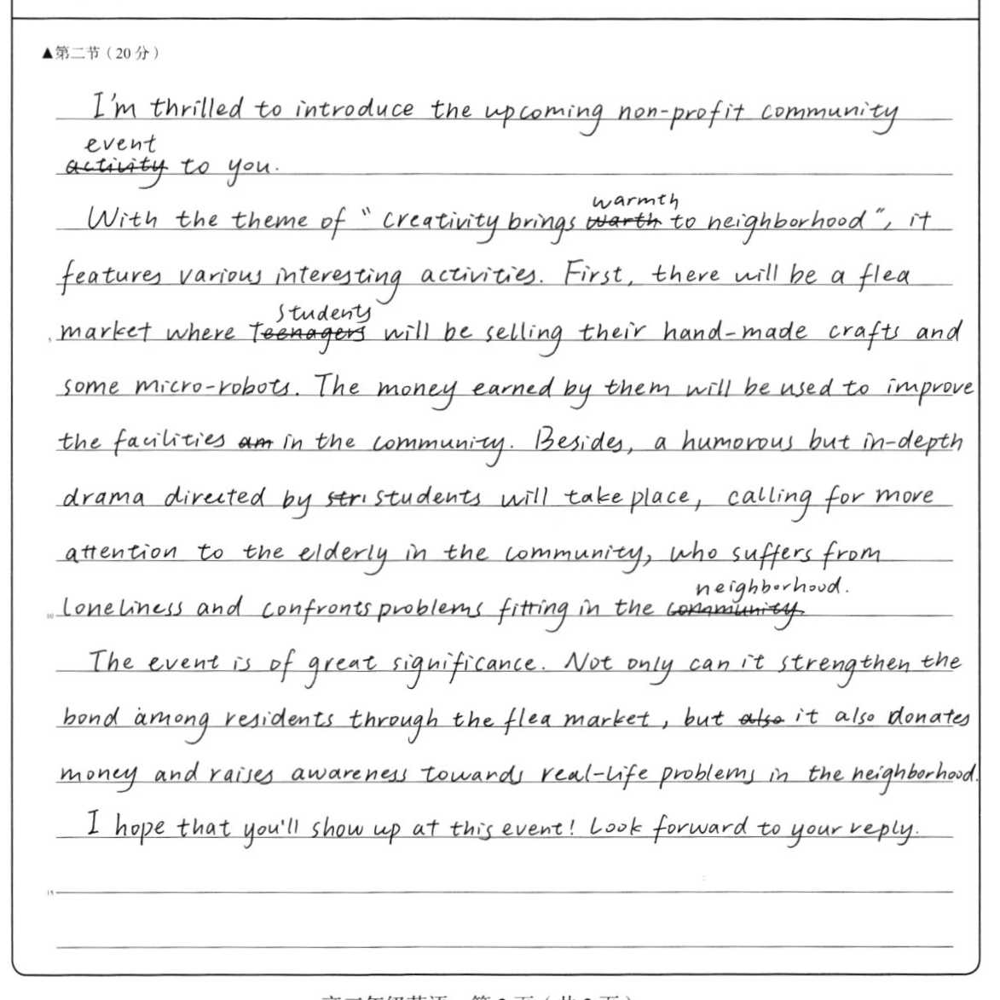 ▲第二节（20 分）
I'm thrilled to introduce the upcoming non-profit community
event
activity to you.
warmth
With the theme of "creativity brings warth to neighborhood", it
features various interesting activities. First, there will be a flea
students
market where Teenagers will be selling their hand-made crafts and
some micro-robots. The money earned by them will be used to improve
the facilities am in the community. Besides, a humorous but in-depth
drama directed by stri students will take place, calling for more
attention to the elderly in the community, who suffers from
neighborhood.
10 loneliness and confronts problems fitting in the community.
The event is of great significance. Not only can it strengthen the
bond among residents through the flea market, but also it also donates
money and raises awareness towards real-life problems in the neighborhood.
I hope that you'll show up at this event! Look forward to your reply.
15